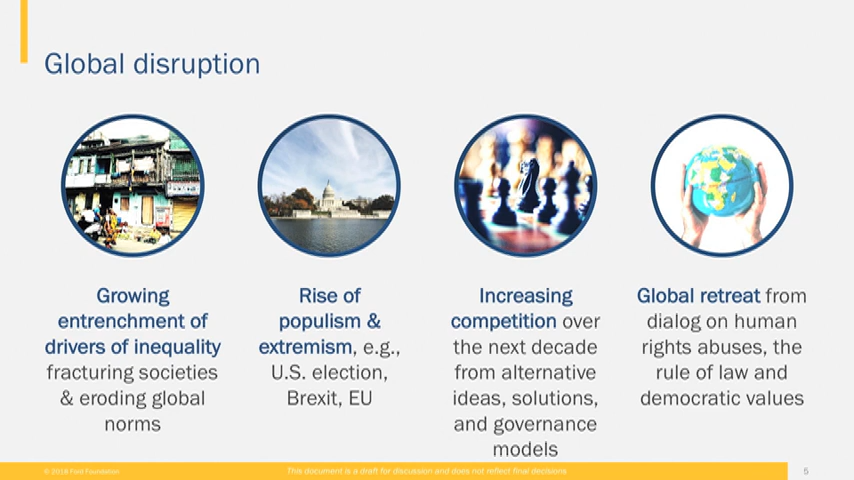 Global disruption
Growing
entrenchment of
drivers of inequality
fracturing societies
& eroding global
norms
Rise of
populism &
extremism, e.g.,
U.S. election,
Brexit, EU
Increasing
competition over
the next decade
from alternative
ideas, solutions,
and governance
models
Global retreat from
dialog on human
rights abuses, the
rule of law and
democratic values
© 2018 Ford Foundation
This document is a draft for discussion and does not reflect final decisions
5